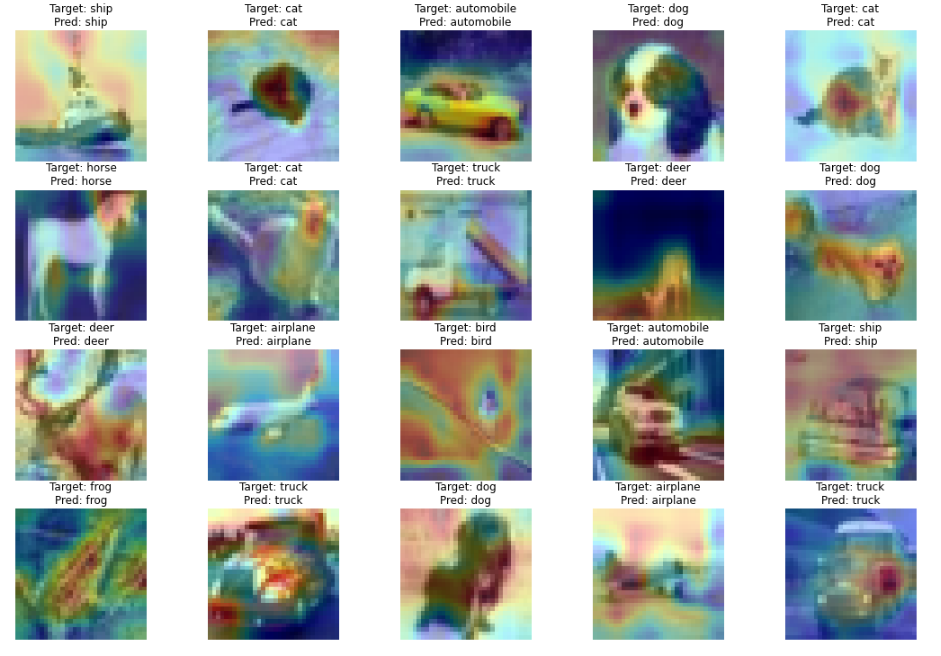 Target: ship
Pred: ship
Target: cat
Pred: cat
Target: automobile
Pred: automobile
Target: dog
Pred: dog
Target: cat
Pred: cat
Target: horse
Pred: horse
Target: cat
Pred: cat
Target: truck
Pred: truck
Target: deer
Pred: deer
Target: dog
Pred: dog
Target: deer
Pred: deer
Target: airplane
Pred: airplane
Target: bird
Pred: bird
Target: automobile
Pred: automobile
Target: ship
Pred: ship
Target: frog
Pred: frog
Target: truck
Pred: truck
Target: dog
Pred: dog
Target: airplane
Pred: airplane
Target: truck
Pred: truck